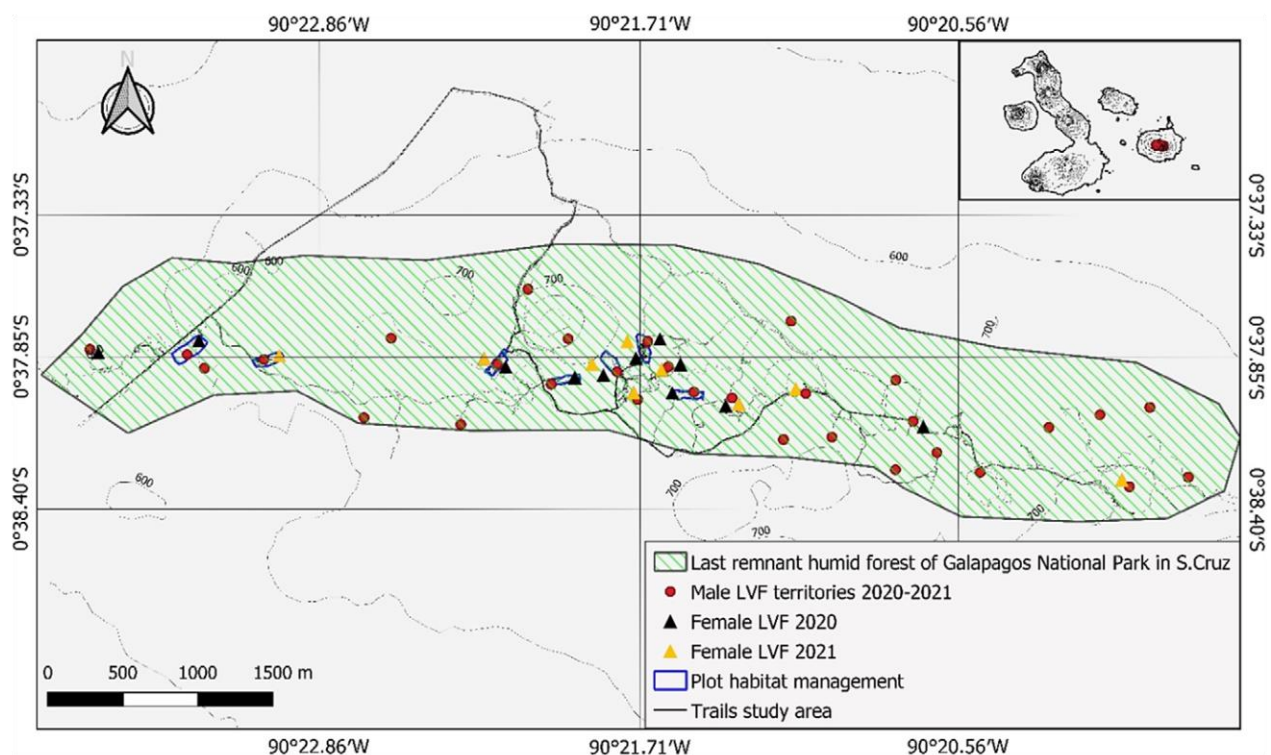 90°22.86'W 90°21.71'W 90°20.56'W
N
0°37.33'S 0°37.33'S
600
600 600 700 700 700
0°37.85'S 0°37.85'S
600 700 700 700
0°38.40'S 0°38.40'S
Last remnant humid forest of Galapagos National Park in S.Cruz
Male LVF territories 2020-2021
Female LVF 2020
Female LVF 2021
Plot habitat management
Trails study area
0 500 1000 1500 m
90°22.86'W 90°21.71'W 90°20.56'W